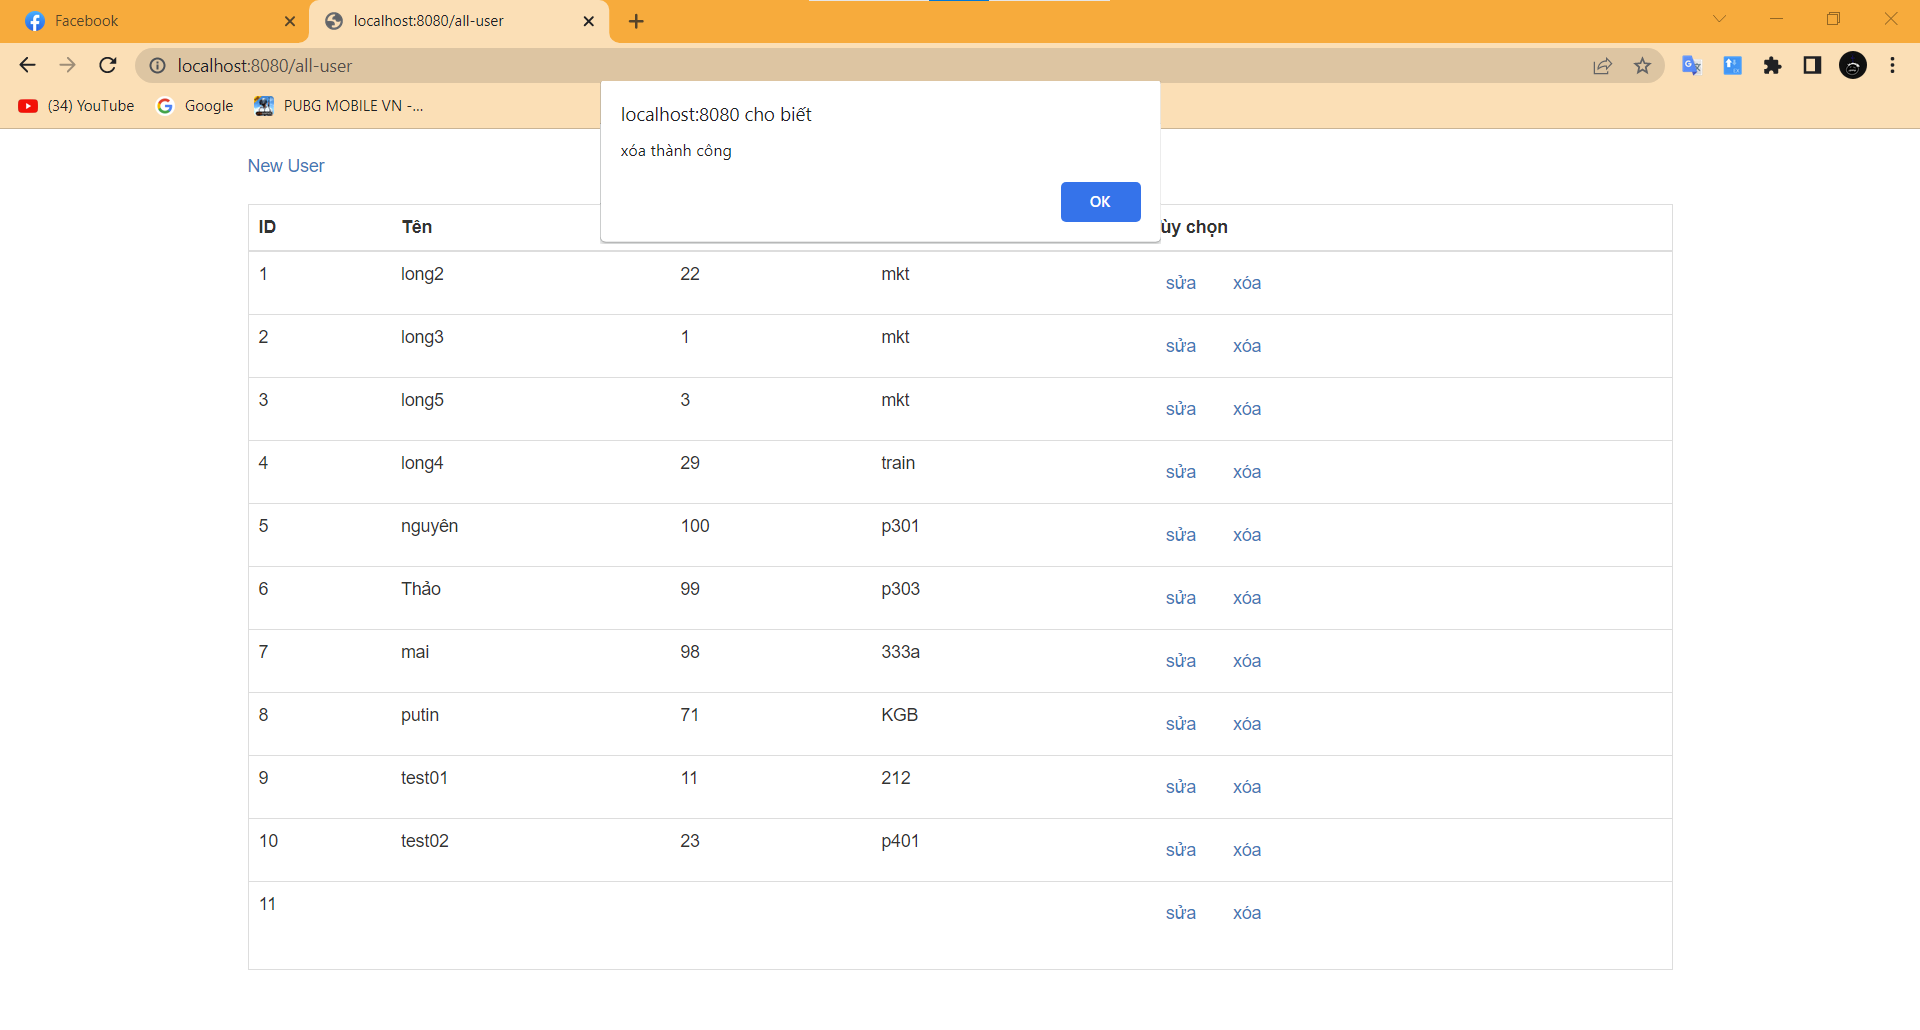 Facebook
localhost:8080/all-user
localhost:8080/all-user
(34) YouTube Google PUBG MOBILE VN -...
localhost:8080 cho biết
xóa thành công
OK
New User
ID Tên ùy chọn
1 long2 22 mkt sửa xóa
2 long3 1 mkt sửa xóa
3 long5 3 mkt sửa xóa
4 long4 29 train sửa xóa
5 nguyên 100 p301 sửa xóa
6 Thảo 99 p303 sửa xóa
7 mai 98 333a sửa xóa
8 putin 71 KGB sửa xóa
9 test01 11 212 sửa xóa
10 test02 23 p401 sửa xóa
11 sửa xóa